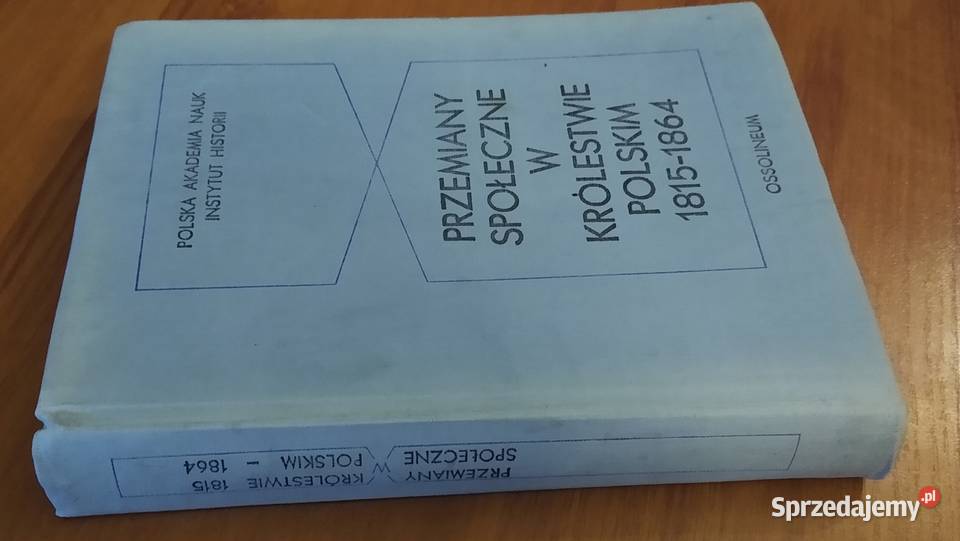 POLSKA AKADEMIA NAUK
INSTYTUT HISTORII
PRZEMIANY
SPOŁECZNE
W
KRÓLESTWIE
POLSKIM
1815-1864
OSSOLINEUM
PRZEMIANY
SPOŁECZNE
W
KRÓLESTWIE 1815
POLSKIM – 1864
Sprzedajemy.pl